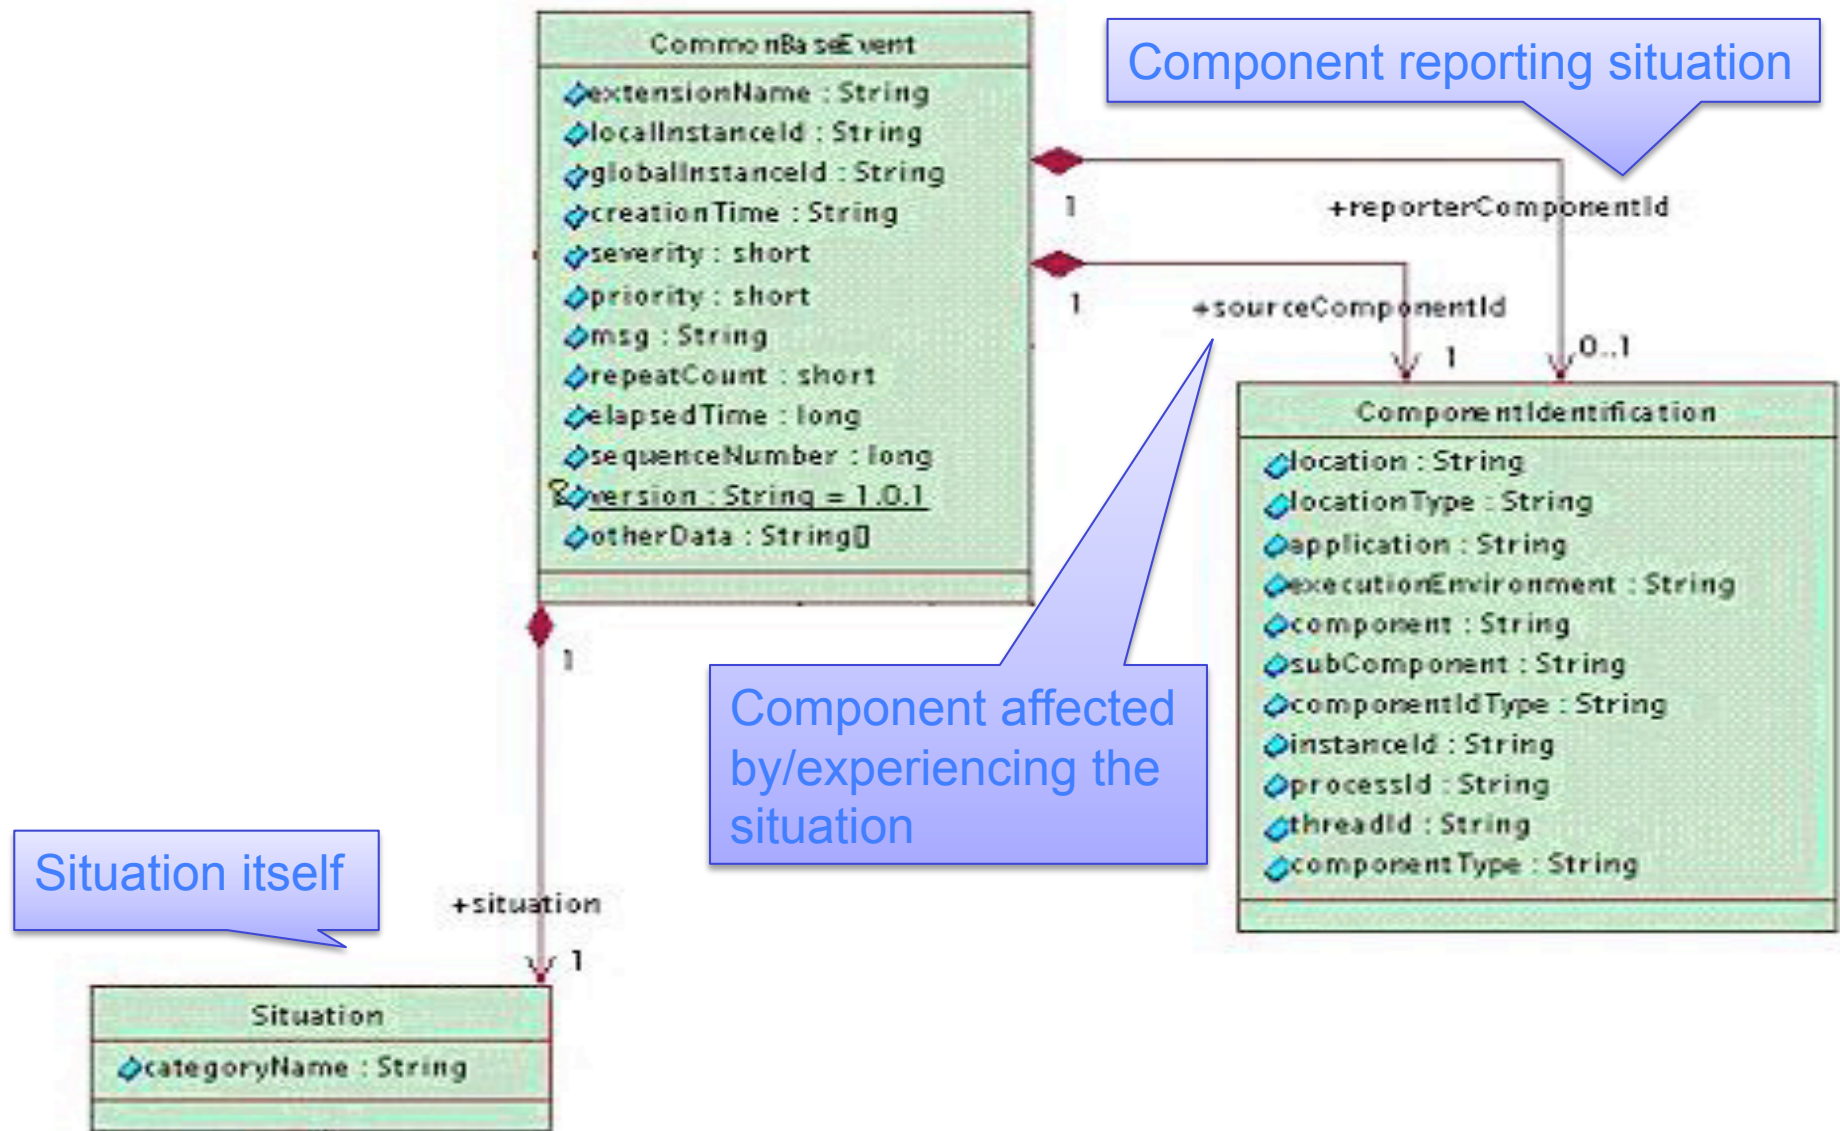 CommonBaseEvent
extensionName : String
localInstanceId : String
globalInstanceId : String
creationTime : String
severity : short
priority : short
msg : String
repeatCount : short
elapsedTime : long
sequenceNumber : long
version : String = 1.0.1
otherData : String[]
Component reporting situation
1
+reporterComponentId
1
+sourceComponentId
1
0..1
ComponentIdentification
location : String
locationType : String
application : String
executionEnvironment : String
component : String
subComponent : String
componentIdType : String
instanceId : String
processId : String
threadId : String
componentType : String
1
Component affected
by/experiencing the
situation
Situation itself
+situation
1
Situation
categoryName : String